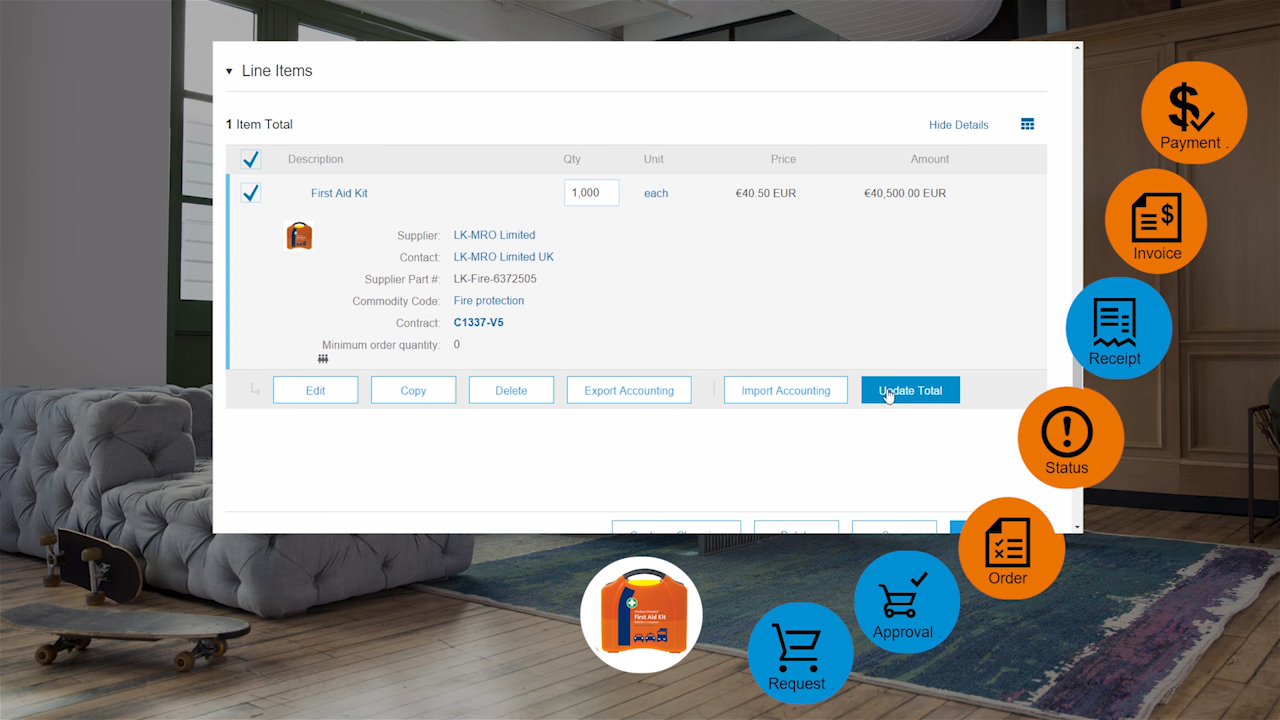 Line Items
1 Item Total
Hide Details
Description Qty Unit Price Amount
First Aid Kit 1,000 each €40.50 EUR €40,500.00 EUR
Supplier: LK-MRO Limited
Contact: LK-MRO Limited UK
Supplier Part #: LK-Fire-6372505
Commodity Code: Fire protection
Contract: C1337-V5
Minimum order quantity: 0
Edit Copy Delete Export Accounting Import Accounting Update Total
Payment
Invoice
Receipt
Status
Order
Approval
Request
First Aid Kit